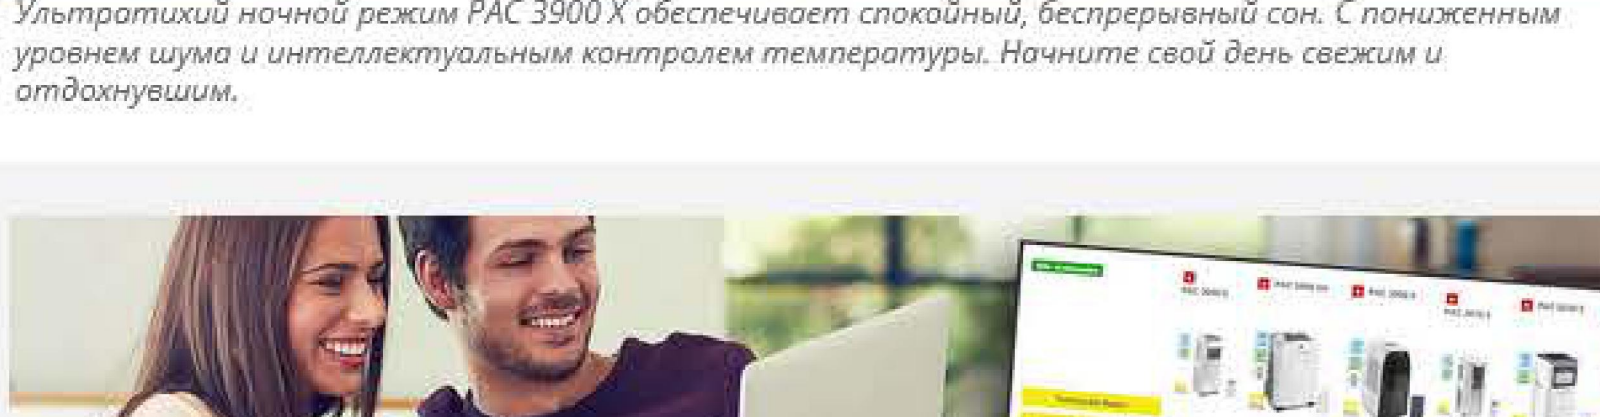 Ультратихий ночной режим PAC 3900 X обеспечивает спокойный, беспрерывный сон. С пониженным
уровнем шума и интеллектуальным контролем температуры. Начните свой день свежим и
отдохнувшим.